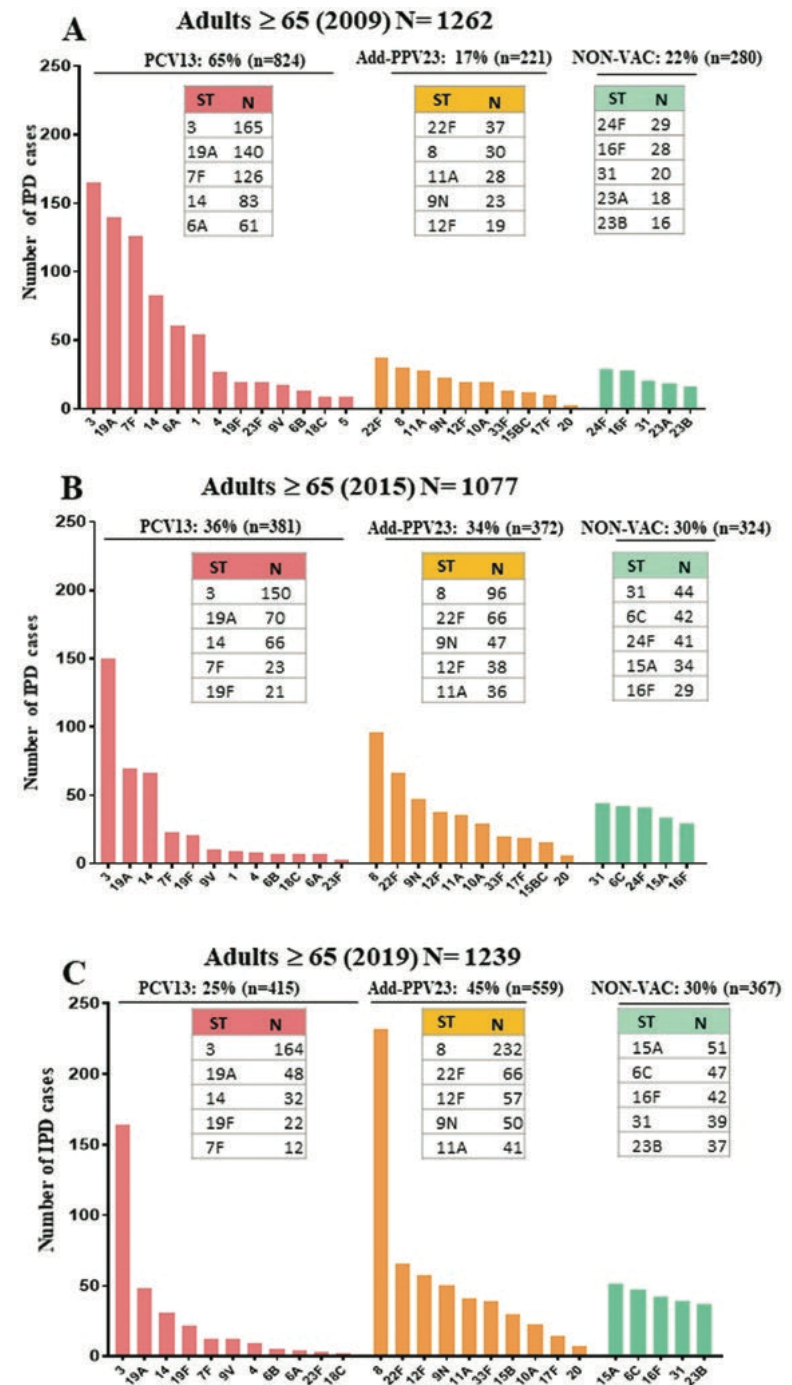 A
Adults ≥ 65 (2009) N= 1262
PCV13: 65% (n=824)
Add-PPV23: 17% (n=221)
NON-VAC: 22% (n=280)
ST N
3 165
19A 140
7F 126
14 83
6A 61
ST N
22F 37
8 30
11A 28
9N 23
12F 19
ST N
24F 29
16F 28
31 20
23A 18
23B 16
Number of IPD cases
250
200
150
100
50
0
3 19A 7F 14 6A 1 4 19F 23F 9V 6B 18C 5 22F 8 11A 9N 12F 10A 33F 15BC 17F 20 24F 16F 31 23A 23B
B
Adults ≥ 65 (2015) N= 1077
PCV13: 36% (n=381)
Add-PPV23: 34% (n=372)
NON-VAC: 30% (n=324)
ST N
3 150
19A 70
14 66
7F 23
19F 21
ST N
8 96
22F 66
9N 47
12F 38
11A 36
ST N
31 44
6C 42
24F 41
15A 34
16F 29
Number of IPD cases
250
200
150
100
50
0
3 19A 14 7F 19F 9V 1 4 6B 18C 6A 23F 8 22F 9N 12F 11A 10A 33F 17F 15BC 20 31 6C 24F 15A 16F
C
Adults ≥ 65 (2019) N= 1239
PCV13: 25% (n=415)
Add-PPV23: 45% (n=559)
NON-VAC: 30% (n=367)
ST N
3 164
19A 48
14 32
19F 22
7F 12
ST N
8 232
22F 66
12F 57
9N 50
11A 41
ST N
15A 51
6C 47
16F 42
31 39
23B 37
Number of IPD cases
250
200
150
100
50
0
3 19A 14 19F 7F 9V 4 6B 6A 23F 18C 8 22F 12F 9N 11A 33F 15B 10A 17F 20 15A 6C 16F 31 23B